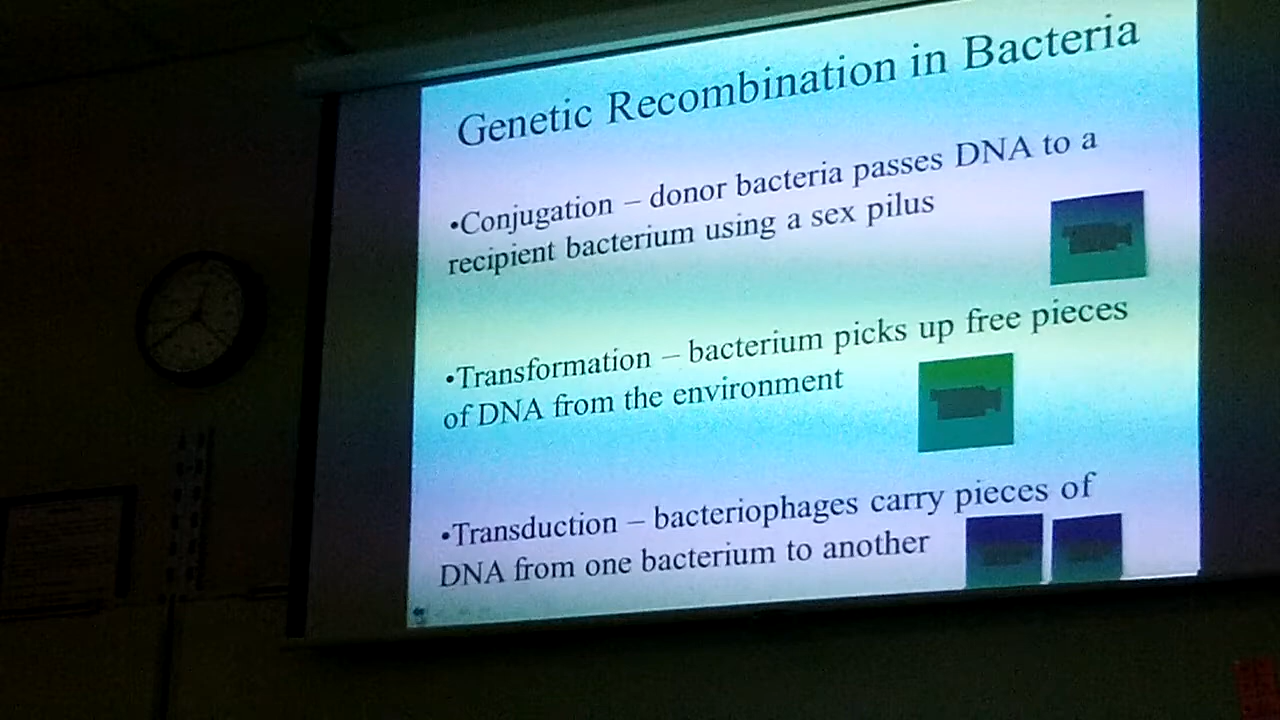 Genetic Recombination in Bacteria
•Conjugation – donor bacteria passes DNA to a
recipient bacterium using a sex pilus
•Transformation – bacterium picks up free pieces
of DNA from the environment
•Transduction – bacteriophages carry pieces of
DNA from one bacterium to another